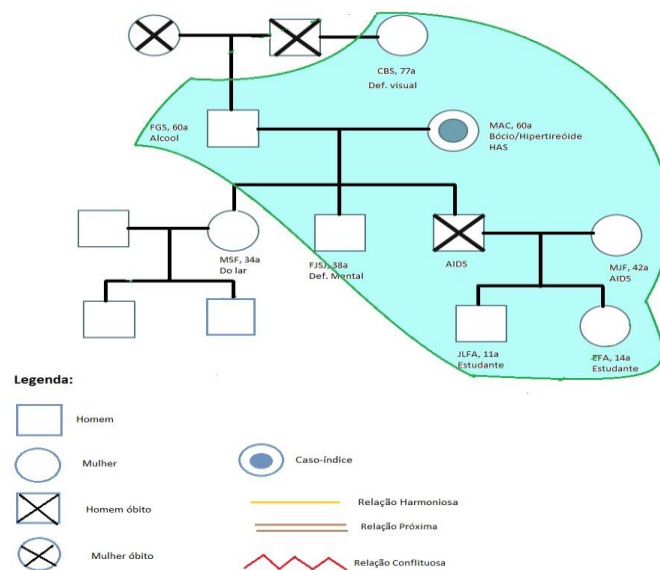 CBS, 77a
Def. visual
FGS, 60a
Alcool
MAC, 60a
Bócio/Hipertireóide
HAS
MSF, 34a
Do lar
FJSJ, 38a
Def. Mental
AIDS
MJF, 42a
AIDS
JLFA, 11a
Estudante
EFA, 14a
Estudante
Legenda:
Homem
Mulher
Homem óbito
Mulher óbito
Caso-índice
Relação Harmoniosa
Relação Próxima
Relação Conflituosa